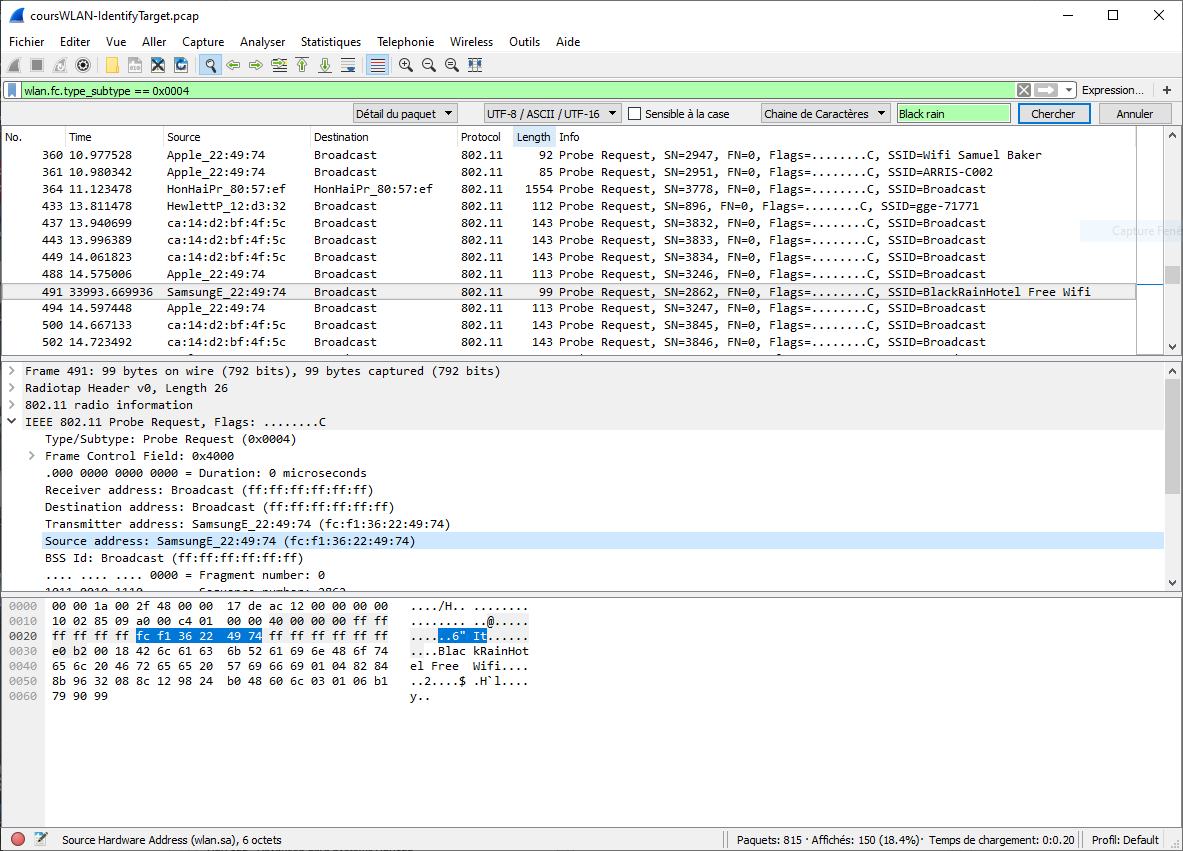 coursWLAN-IdentifyTarget.pcap
Fichier Editer Vue Aller Capture Analyser Statistiques Telephonie Wireless Outils Aide
wlan.fc.type_subtype == 0x0004 Expression... +
Détail du paquet UTF-8 / ASCII / UTF-16 Sensible à la case Chaine de Caractères Black rain Chercher Annuler
No. Time Source Destination Protocol Length Info
360 10.977528 Apple_22:49:74 Broadcast 802.11 92 Probe Request, SN=2947, FN=0, Flags=........C, SSID=Wifi Samuel Baker
361 10.980342 Apple_22:49:74 Broadcast 802.11 85 Probe Request, SN=2951, FN=0, Flags=........C, SSID=ARRIS-C002
364 11.123478 HonHaiPr_80:57:ef HonHaiPr_80:57:ef 802.11 1554 Probe Request, SN=3778, FN=0, Flags=........C, SSID=Broadcast
433 13.811478 HewlettP_12:d3:32 Broadcast 802.11 112 Probe Request, SN=896, FN=0, Flags=........C, SSID=gge-71771
437 13.940699 ca:14:d2:bf:4f:5c Broadcast 802.11 143 Probe Request, SN=3832, FN=0, Flags=........C, SSID=Broadcast
443 13.996389 ca:14:d2:bf:4f:5c Broadcast 802.11 143 Probe Request, SN=3833, FN=0, Flags=........C, SSID=Broadcast
Capture Fenê
449 14.061823 ca:14:d2:bf:4f:5c Broadcast 802.11 143 Probe Request, SN=3834, FN=0, Flags=........C, SSID=Broadcast
488 14.575006 Apple_22:49:74 Broadcast 802.11 113 Probe Request, SN=3246, FN=0, Flags=........C, SSID=Broadcast
491 33993.669936 SamsungE_22:49:74 Broadcast 802.11 99 Probe Request, SN=2862, FN=0, Flags=........C, SSID=BlackRainHotel Free Wifi
494 14.597448 Apple_22:49:74 Broadcast 802.11 113 Probe Request, SN=3247, FN=0, Flags=........C, SSID=Broadcast
500 14.667133 ca:14:d2:bf:4f:5c Broadcast 802.11 143 Probe Request, SN=3845, FN=0, Flags=........C, SSID=Broadcast
502 14.723492 ca:14:d2:bf:4f:5c Broadcast 802.11 143 Probe Request, SN=3846, FN=0, Flags=........C, SSID=Broadcast
Frame 491: 99 bytes on wire (792 bits), 99 bytes captured (792 bits)
Radiotap Header v0, Length 26
802.11 radio information
IEEE 802.11 Probe Request, Flags: ........C
Type/Subtype: Probe Request (0x0004)
Frame Control Field: 0x4000
.000 0000 0000 0000 = Duration: 0 microseconds
Receiver address: Broadcast (ff:ff:ff:ff:ff:ff)
Destination address: Broadcast (ff:ff:ff:ff:ff:ff)
Transmitter address: SamsungE_22:49:74 (fc:f1:36:22:49:74)
Source address: SamsungE_22:49:74 (fc:f1:36:22:49:74)
BSS Id: Broadcast (ff:ff:ff:ff:ff:ff)
.... .... .... 0000 = Fragment number: 0
1011 0010 1110 .... = Sequence number: 2862
0000 00 00 1a 00 2f 48 00 00 17 de ac 12 00 00 00 00 ..../H.. ........
0010 10 02 85 09 a0 00 c4 01 00 00 40 00 00 00 ff ff ........ ..@.....
0020 ff ff ff ff fc f1 36 22 49 74 ff ff ff ff ff ff ......6" It......
0030 e0 b2 00 18 42 6c 61 63 6b 52 61 69 6e 48 6f 74 ....Blac kRainHot
0040 65 6c 20 46 72 65 65 20 57 69 66 69 01 04 82 84 el Free Wifi....
0050 8b 96 32 08 8c 12 98 24 b0 48 60 6c 03 01 06 b1 ..2....$ .H`l....
0060 79 90 99 y..
Source Hardware Address (wlan.sa), 6 octets Paquets: 815 · Affichés: 150 (18.4%) · Temps de chargement: 0:0.20 Profil: Default